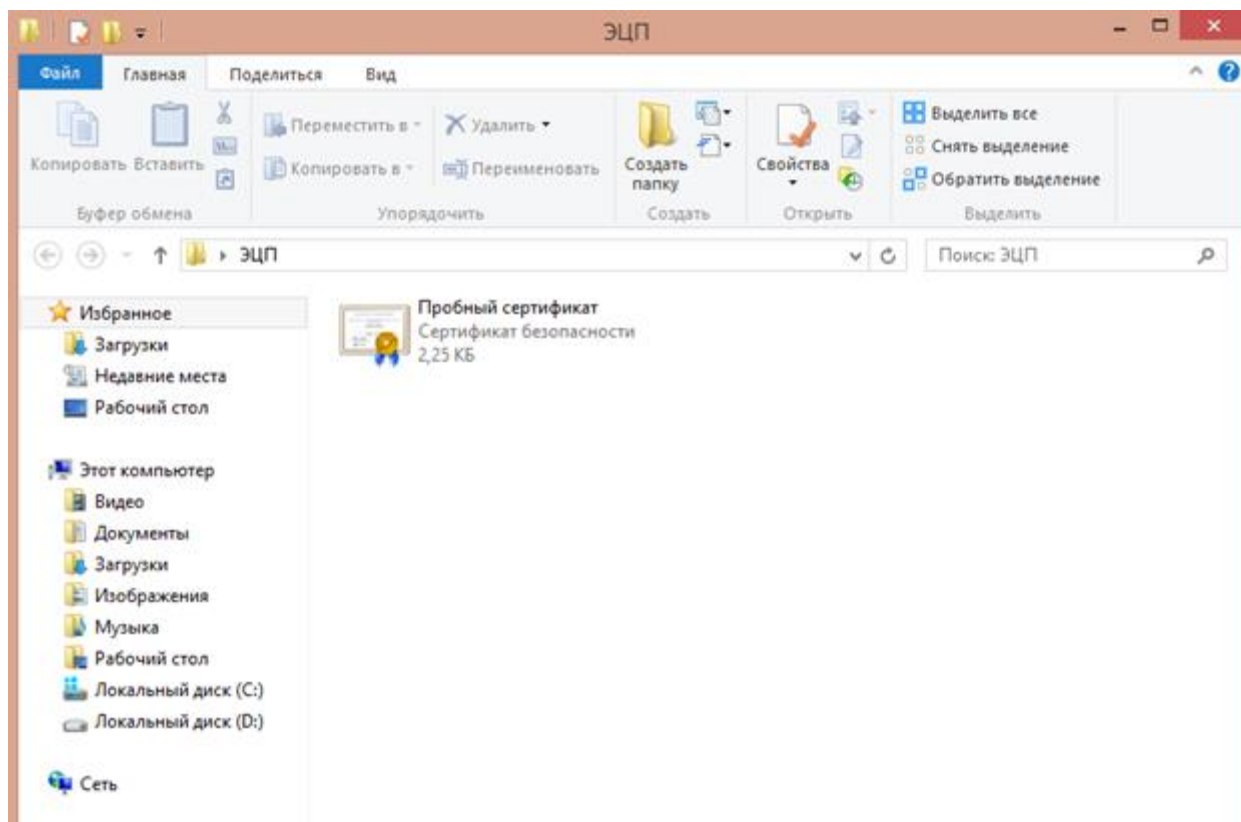 ЭЦП
Файл Главная Поделиться Вид
Копировать Вставить
Переместить в
Копировать в
Удалить
Переименовать
Создать
папку
Свойства
Выделить все
Снять выделение
Обратить выделение
Буфер обмена Упорядочить Создать Открыть Выделить
ЭЦП
Поиск: ЭЦП
Избранное
Загрузки
Недавние места
Рабочий стол
Этот компьютер
Видео
Документы
Загрузки
Изображения
Музыка
Рабочий стол
Локальный диск (C:)
Локальный диск (D:)
Сеть
Пробный сертификат
Сертификат безопасности
2,25 КБ